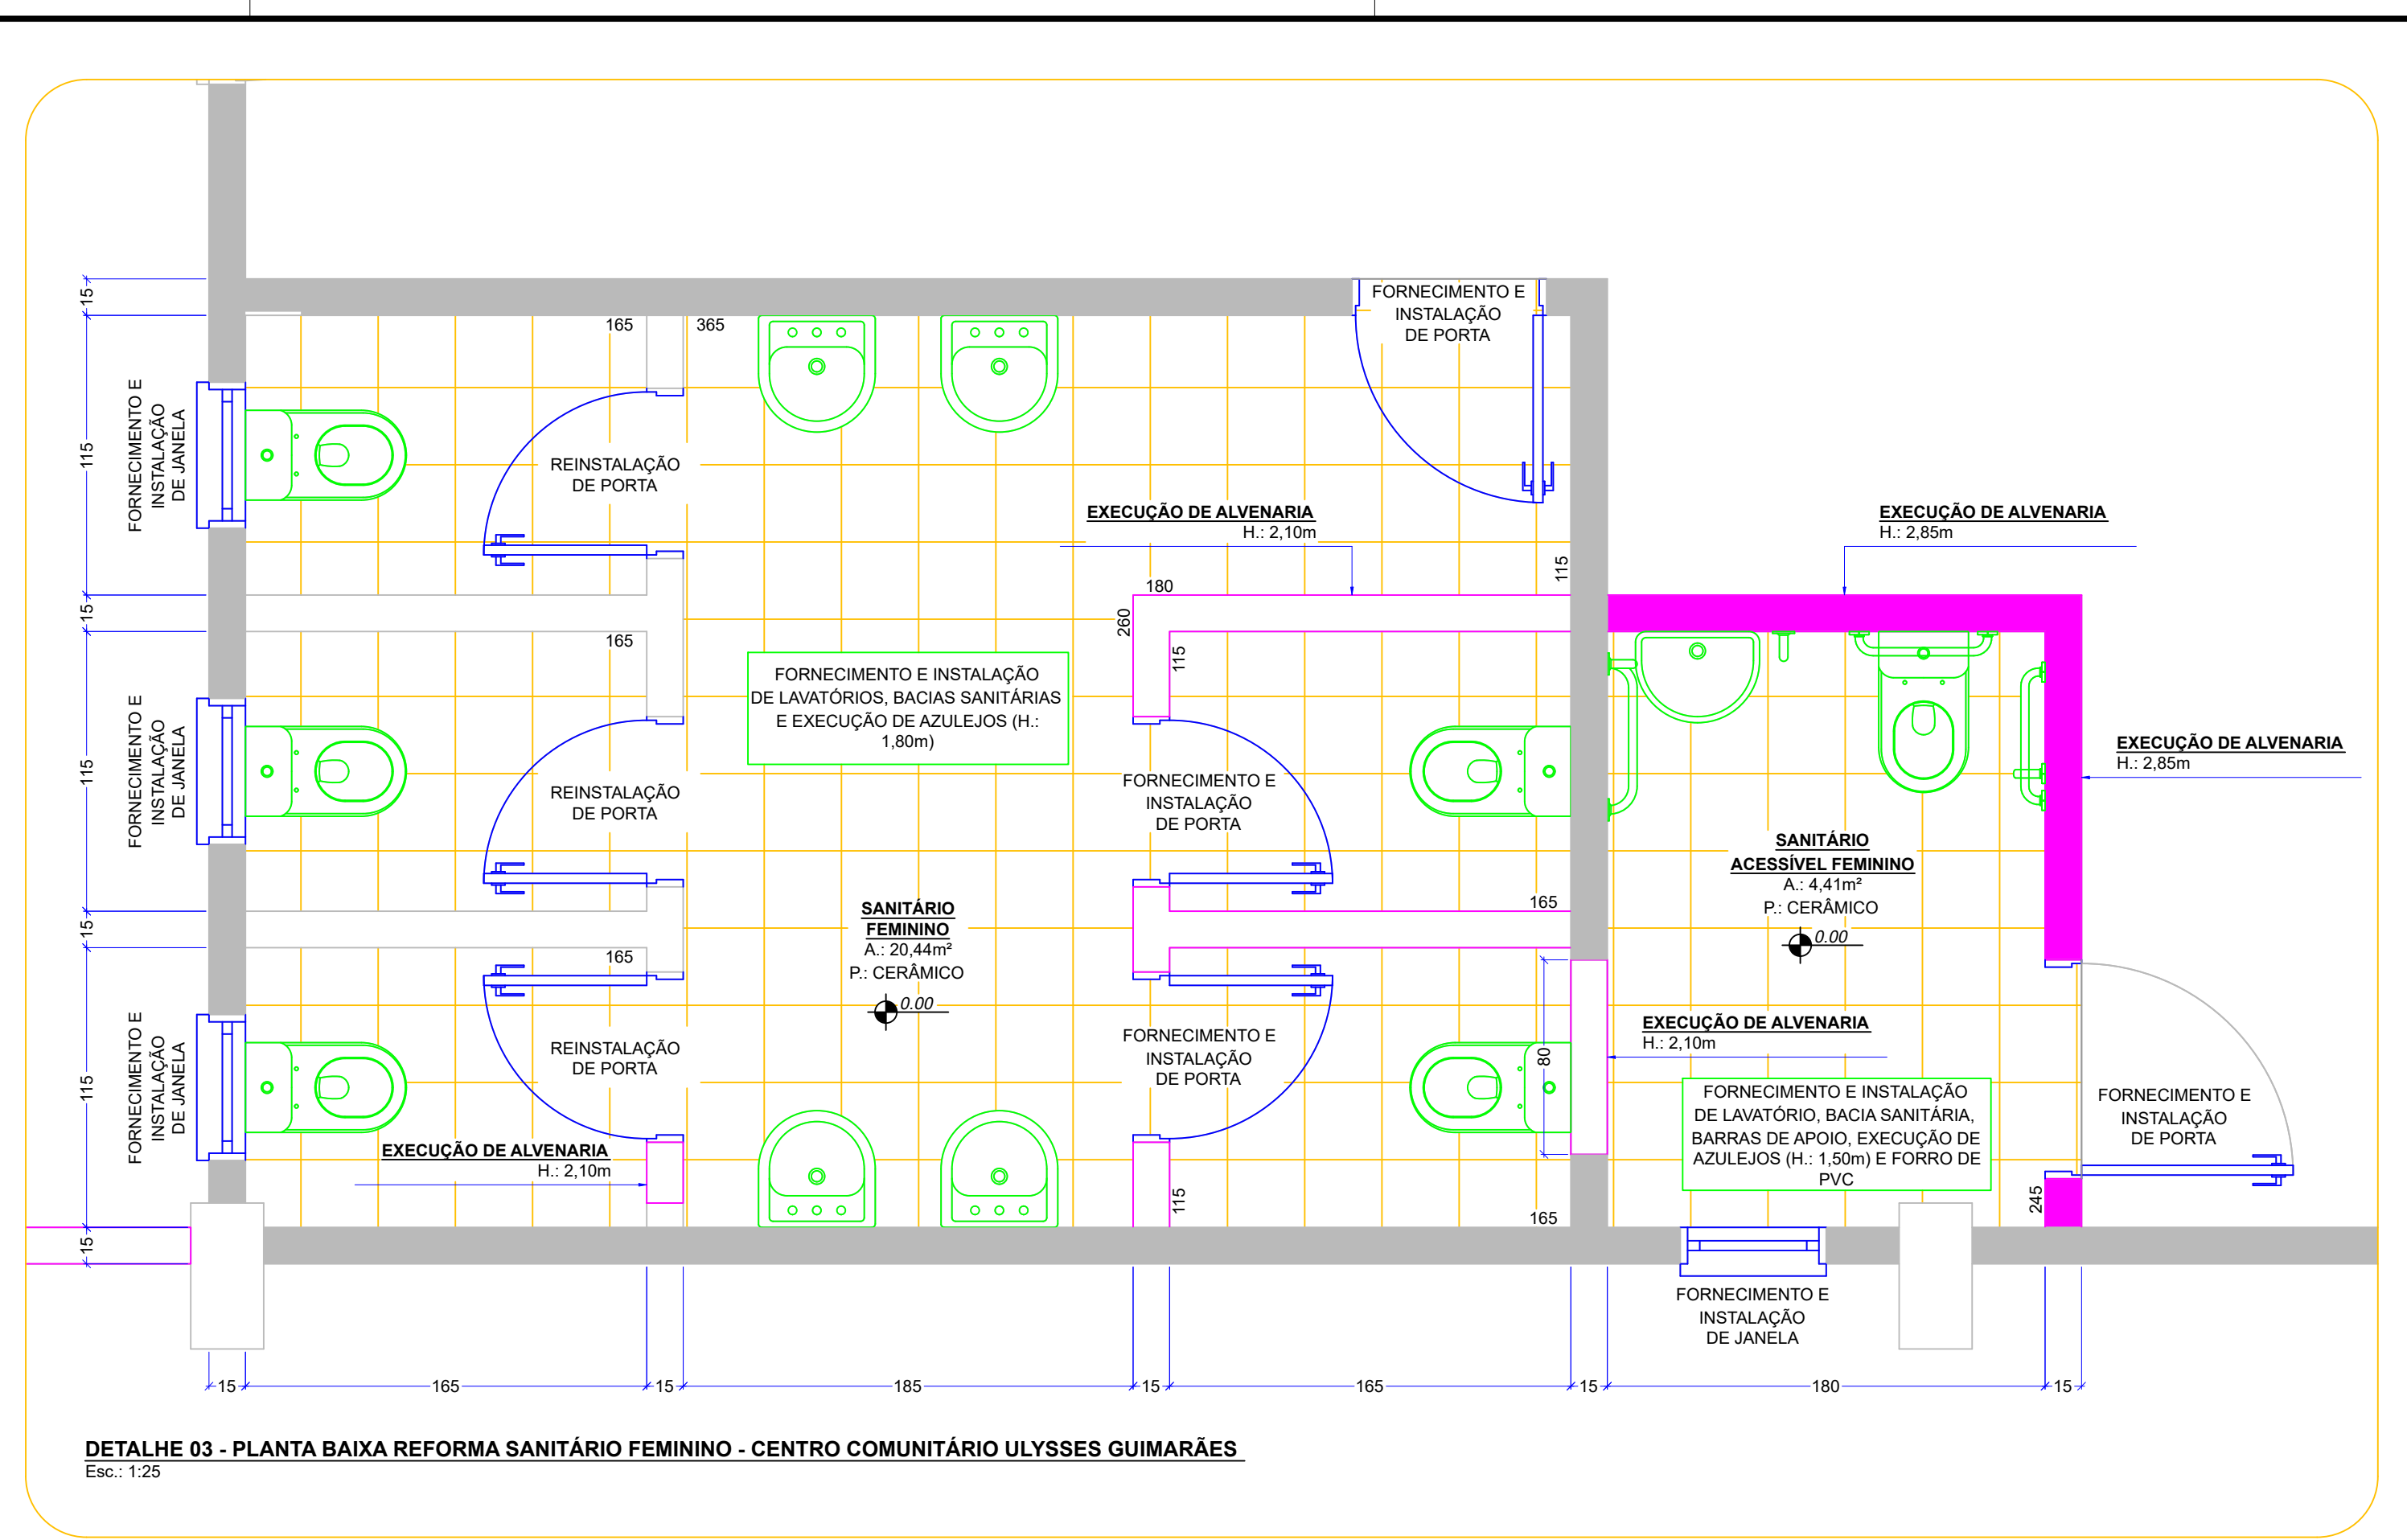 15
115
15
115
15
115
15
FORNECIMENTO E
INSTALAÇÃO
DE JANELA
FORNECIMENTO E
INSTALAÇÃO
DE JANELA
FORNECIMENTO E
INSTALAÇÃO
DE JANELA
165
365
FORNECIMENTO E
INSTALAÇÃO
DE PORTA
REINSTALAÇÃO
DE PORTA
EXECUÇÃO DE ALVENARIA
H.: 2,10m
EXECUÇÃO DE ALVENARIA
H.: 2,85m
115
180
260
115
165
FORNECIMENTO E INSTALAÇÃO
DE LAVATÓRIOS, BACIAS SANITÁRIAS
E EXECUÇÃO DE AZULEJOS (H.:
1,80m)
REINSTALAÇÃO
DE PORTA
FORNECIMENTO E
INSTALAÇÃO
DE PORTA
EXECUÇÃO DE ALVENARIA
H.: 2,85m
SANITÁRIO
ACESSÍVEL FEMININO
A.: 4,41m²
P.: CERÂMICO
0.00
SANITÁRIO
FEMININO
A.: 20,44m²
P.: CERÂMICO
0.00
165
165
REINSTALAÇÃO
DE PORTA
FORNECIMENTO E
INSTALAÇÃO
DE PORTA
80
EXECUÇÃO DE ALVENARIA
H.: 2,10m
FORNECIMENTO E INSTALAÇÃO
DE LAVATÓRIO, BACIA SANITÁRIA,
BARRAS DE APOIO, EXECUÇÃO DE
AZULEJOS (H.: 1,50m) E FORRO DE
PVC
FORNECIMENTO E
INSTALAÇÃO
DE PORTA
EXECUÇÃO DE ALVENARIA
H.: 2,10m
115
165
245
FORNECIMENTO E
INSTALAÇÃO
DE JANELA
15
165
15
185
15
165
15
180
15
DETALHE 03 - PLANTA BAIXA REFORMA SANITÁRIO FEMININO - CENTRO COMUNITÁRIO ULYSSES GUIMARÃES
Esc.: 1:25